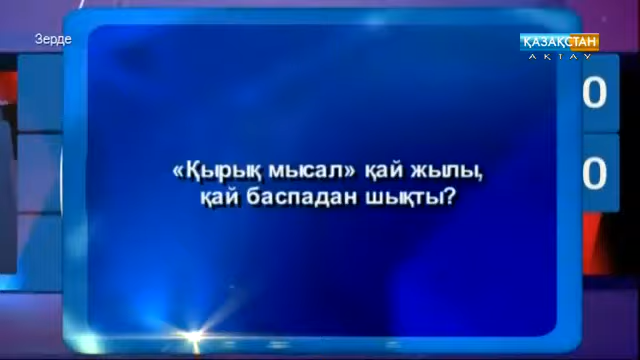 Зерде
ҚАЗАҚСТАН
АҚТАУ
0
«Қырық мысал» қай жылы,
қай баспадан шықты?
0